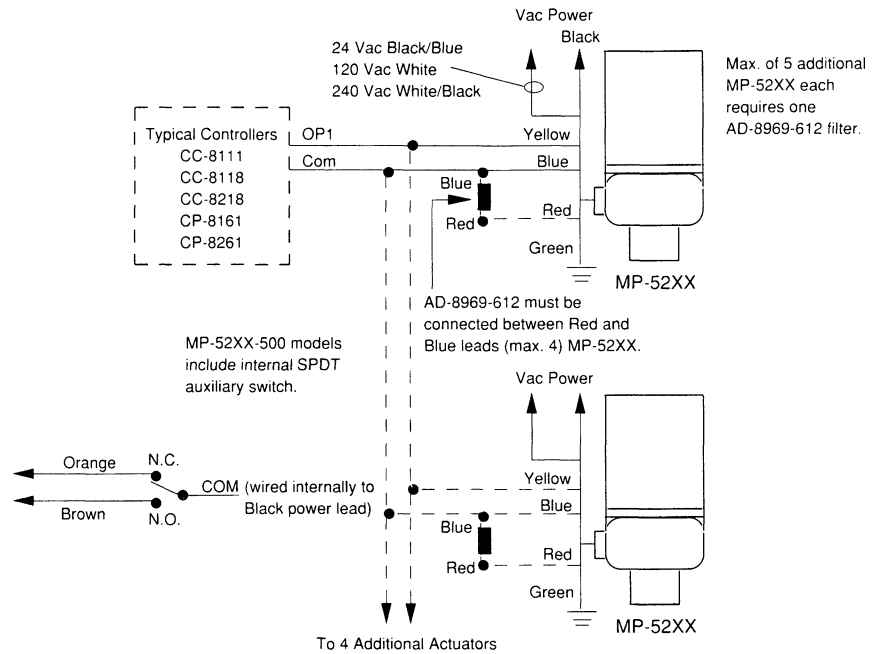 Vac Power
Black
24 Vac Black/Blue
120 Vac White
240 Vac White/Black
Max. of 5 additional
MP-52XX each
requires one
AD-8969-612 filter.
Typical Controllers
CC-8111
CC-8118
CC-8218
CP-8161
CP-8261
OP1
Com
Yellow
Blue
Blue
Red
Red
Green
MP-52XX
AD-8969-612 must be
connected between Red and
Blue leads (max. 4) MP-52XX.
MP-52XX-500 models
include internal SPDT
auxiliary switch.
Vac Power
Orange
N.C.
COM (wired internally to
Black power lead)
Brown
N.O.
Yellow
Blue
Blue
Red
Red
Green
MP-52XX
To 4 Additional Actuators